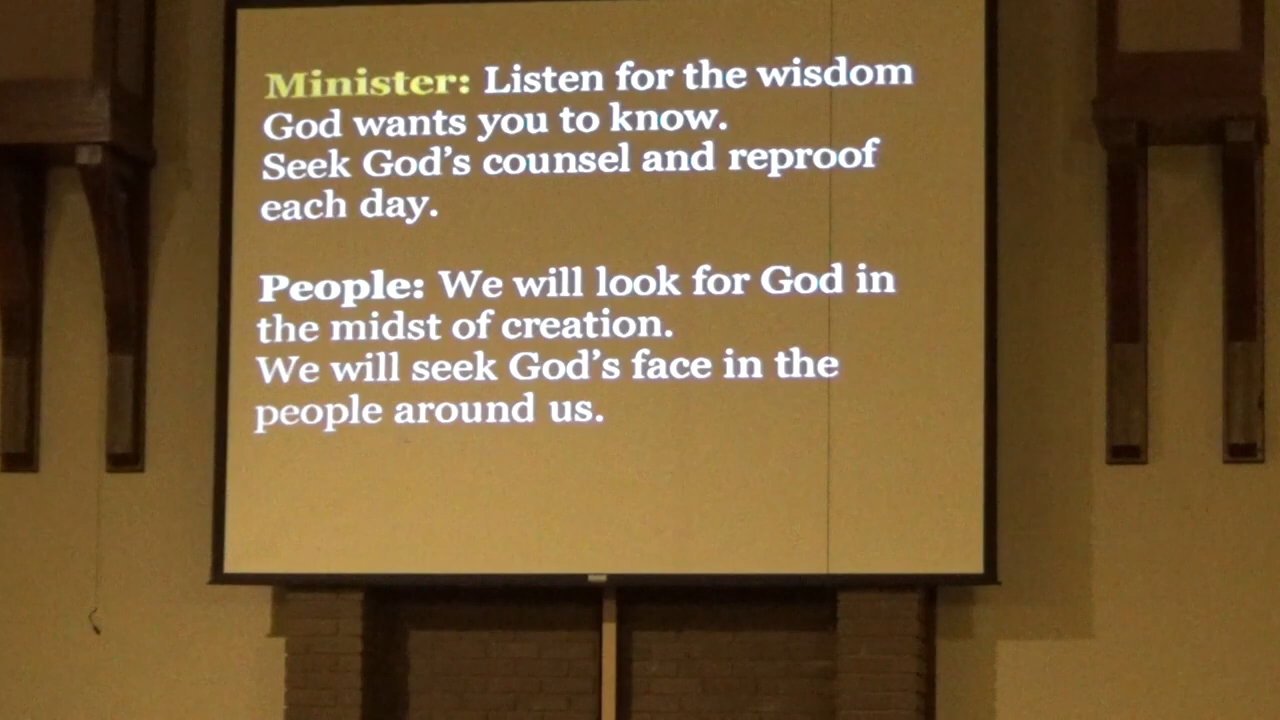 Minister: Listen for the wisdom
God wants you to know.
Seek God’s counsel and reproof
each day.
People: We will look for God in
the midst of creation.
We will seek God’s face in the
people around us.